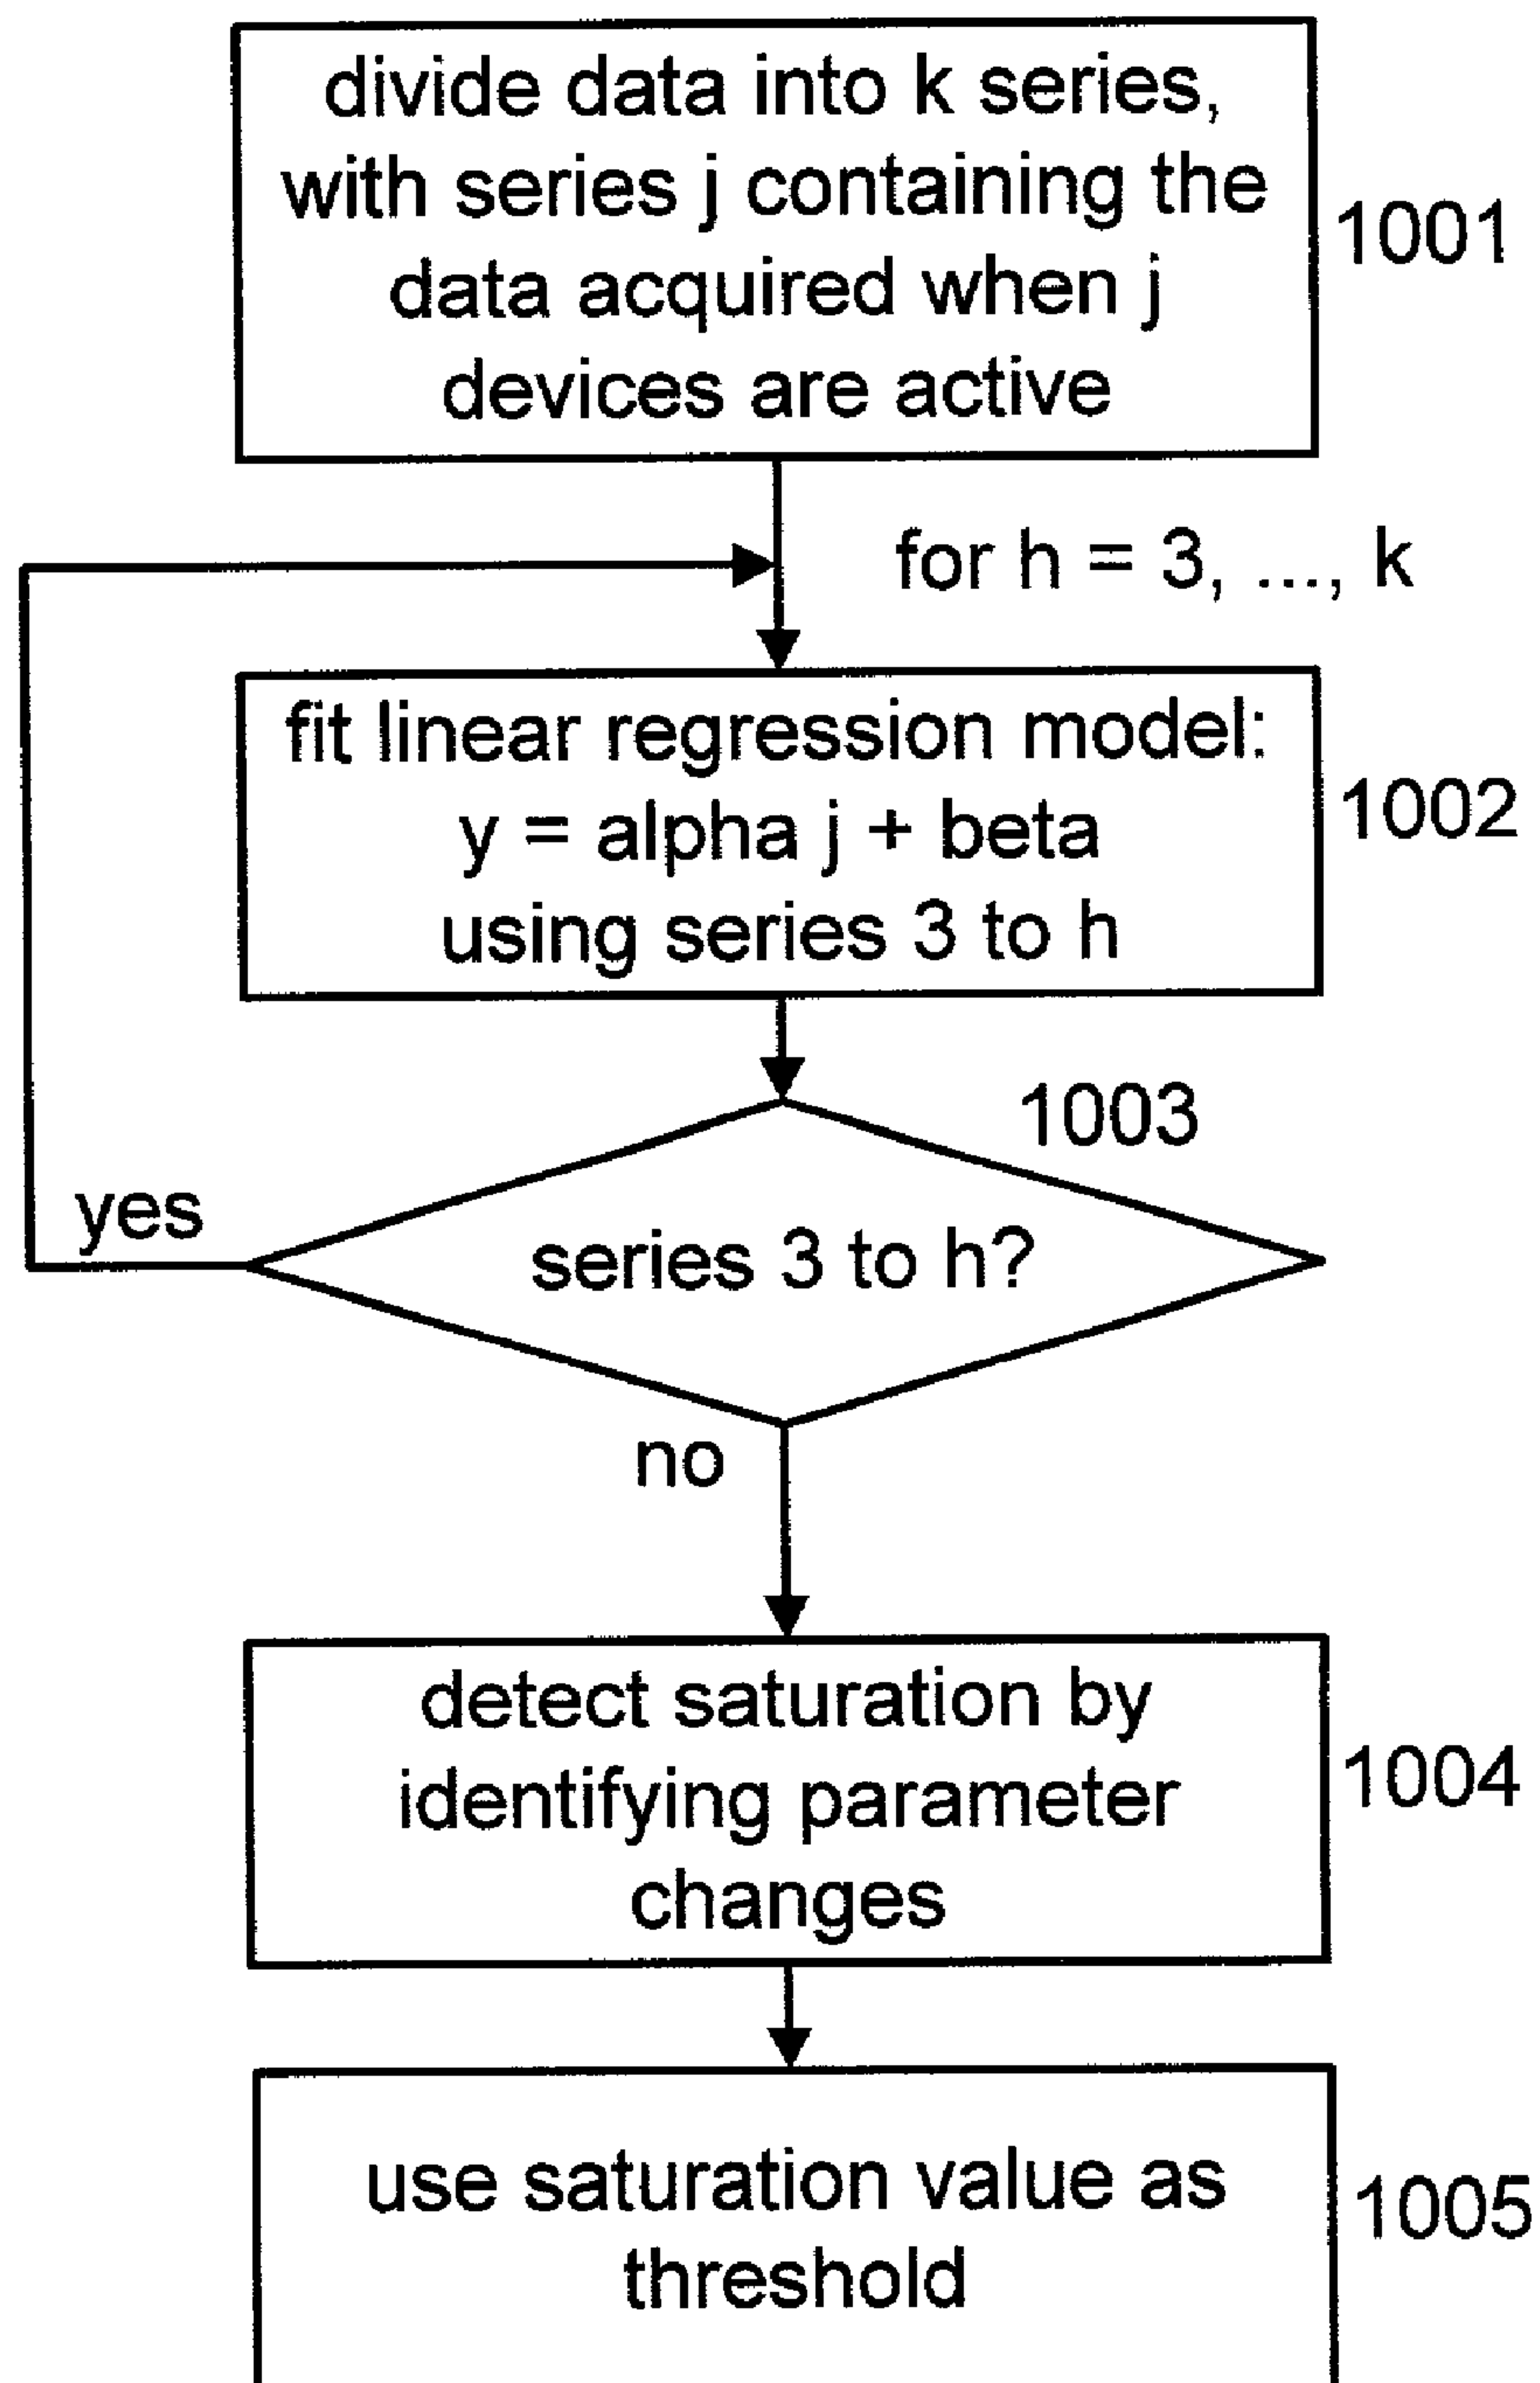 divide data into k series,
with series j containing the
data acquired when j
devices are active
1001
for h = 3, ..., k
fit linear regression model:
y = alpha j + beta
using series 3 to h
1002
1003
series 3 to h?
yes
no
detect saturation by
identifying parameter
changes
1004
use saturation value as
threshold
1005